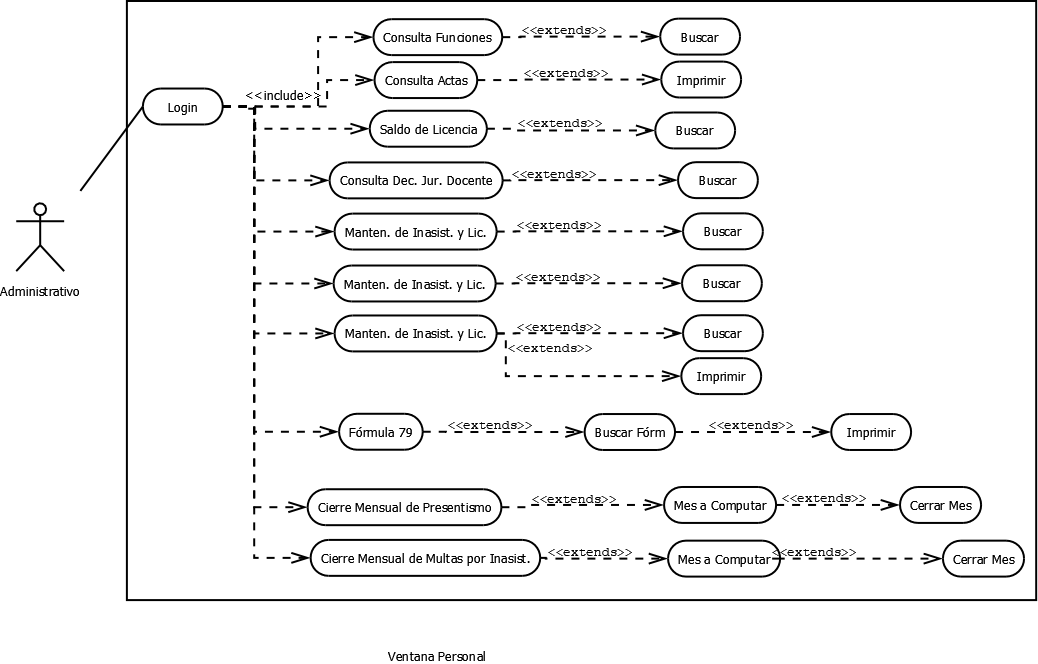 Consulta Funciones
<<extends>>
Buscar
Consulta Actas
<<extends>>
Imprimir
<<include>>
Login
Saldo de Licencia
<<extends>>
Buscar
Consulta Dec. Jur. Docente
<<extends>>
Buscar
Manten. de Inasist. y Lic.
<<extends>>
Buscar
Administrativo
Manten. de Inasist. y Lic.
<<extends>>
Buscar
Manten. de Inasist. y Lic.
<<extends>>
Buscar
<<extends>>
Imprimir
Fórmula 79
<<extends>>
Buscar Fórm
<<extends>>
Imprimir
Cierre Mensual de Presentismo
<<extends>>
Mes a Computar
<<extends>>
Cerrar Mes
Cierre Mensual de Multas por Inasist.
<<extends>>
Mes a Computar
<<extends>>
Cerrar Mes
Ventana Personal